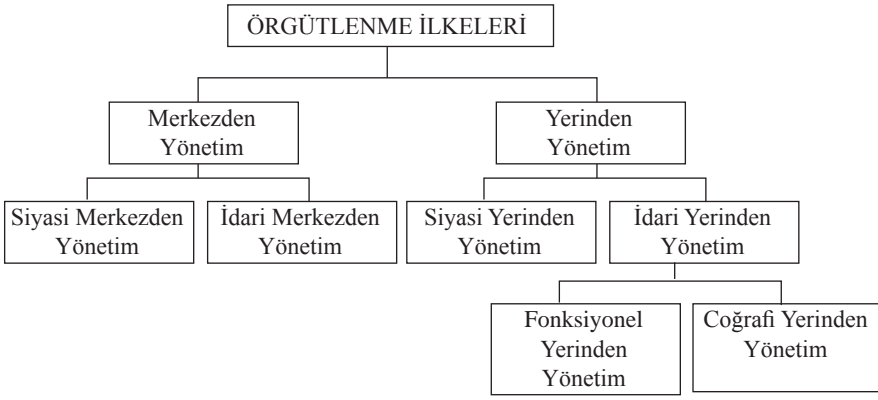 ÖRGÜTLENME İLKELERİ
Merkezden
Yönetim
Yerinden
Yönetim
Siyasi Merkezden
Yönetim
İdari Merkezden
Yönetim
Siyasi Yerinden
Yönetim
İdari Yerinden
Yönetim
Fonksiyonel
Yerinden
Yönetim
Coğrafi Yerinden
Yönetim